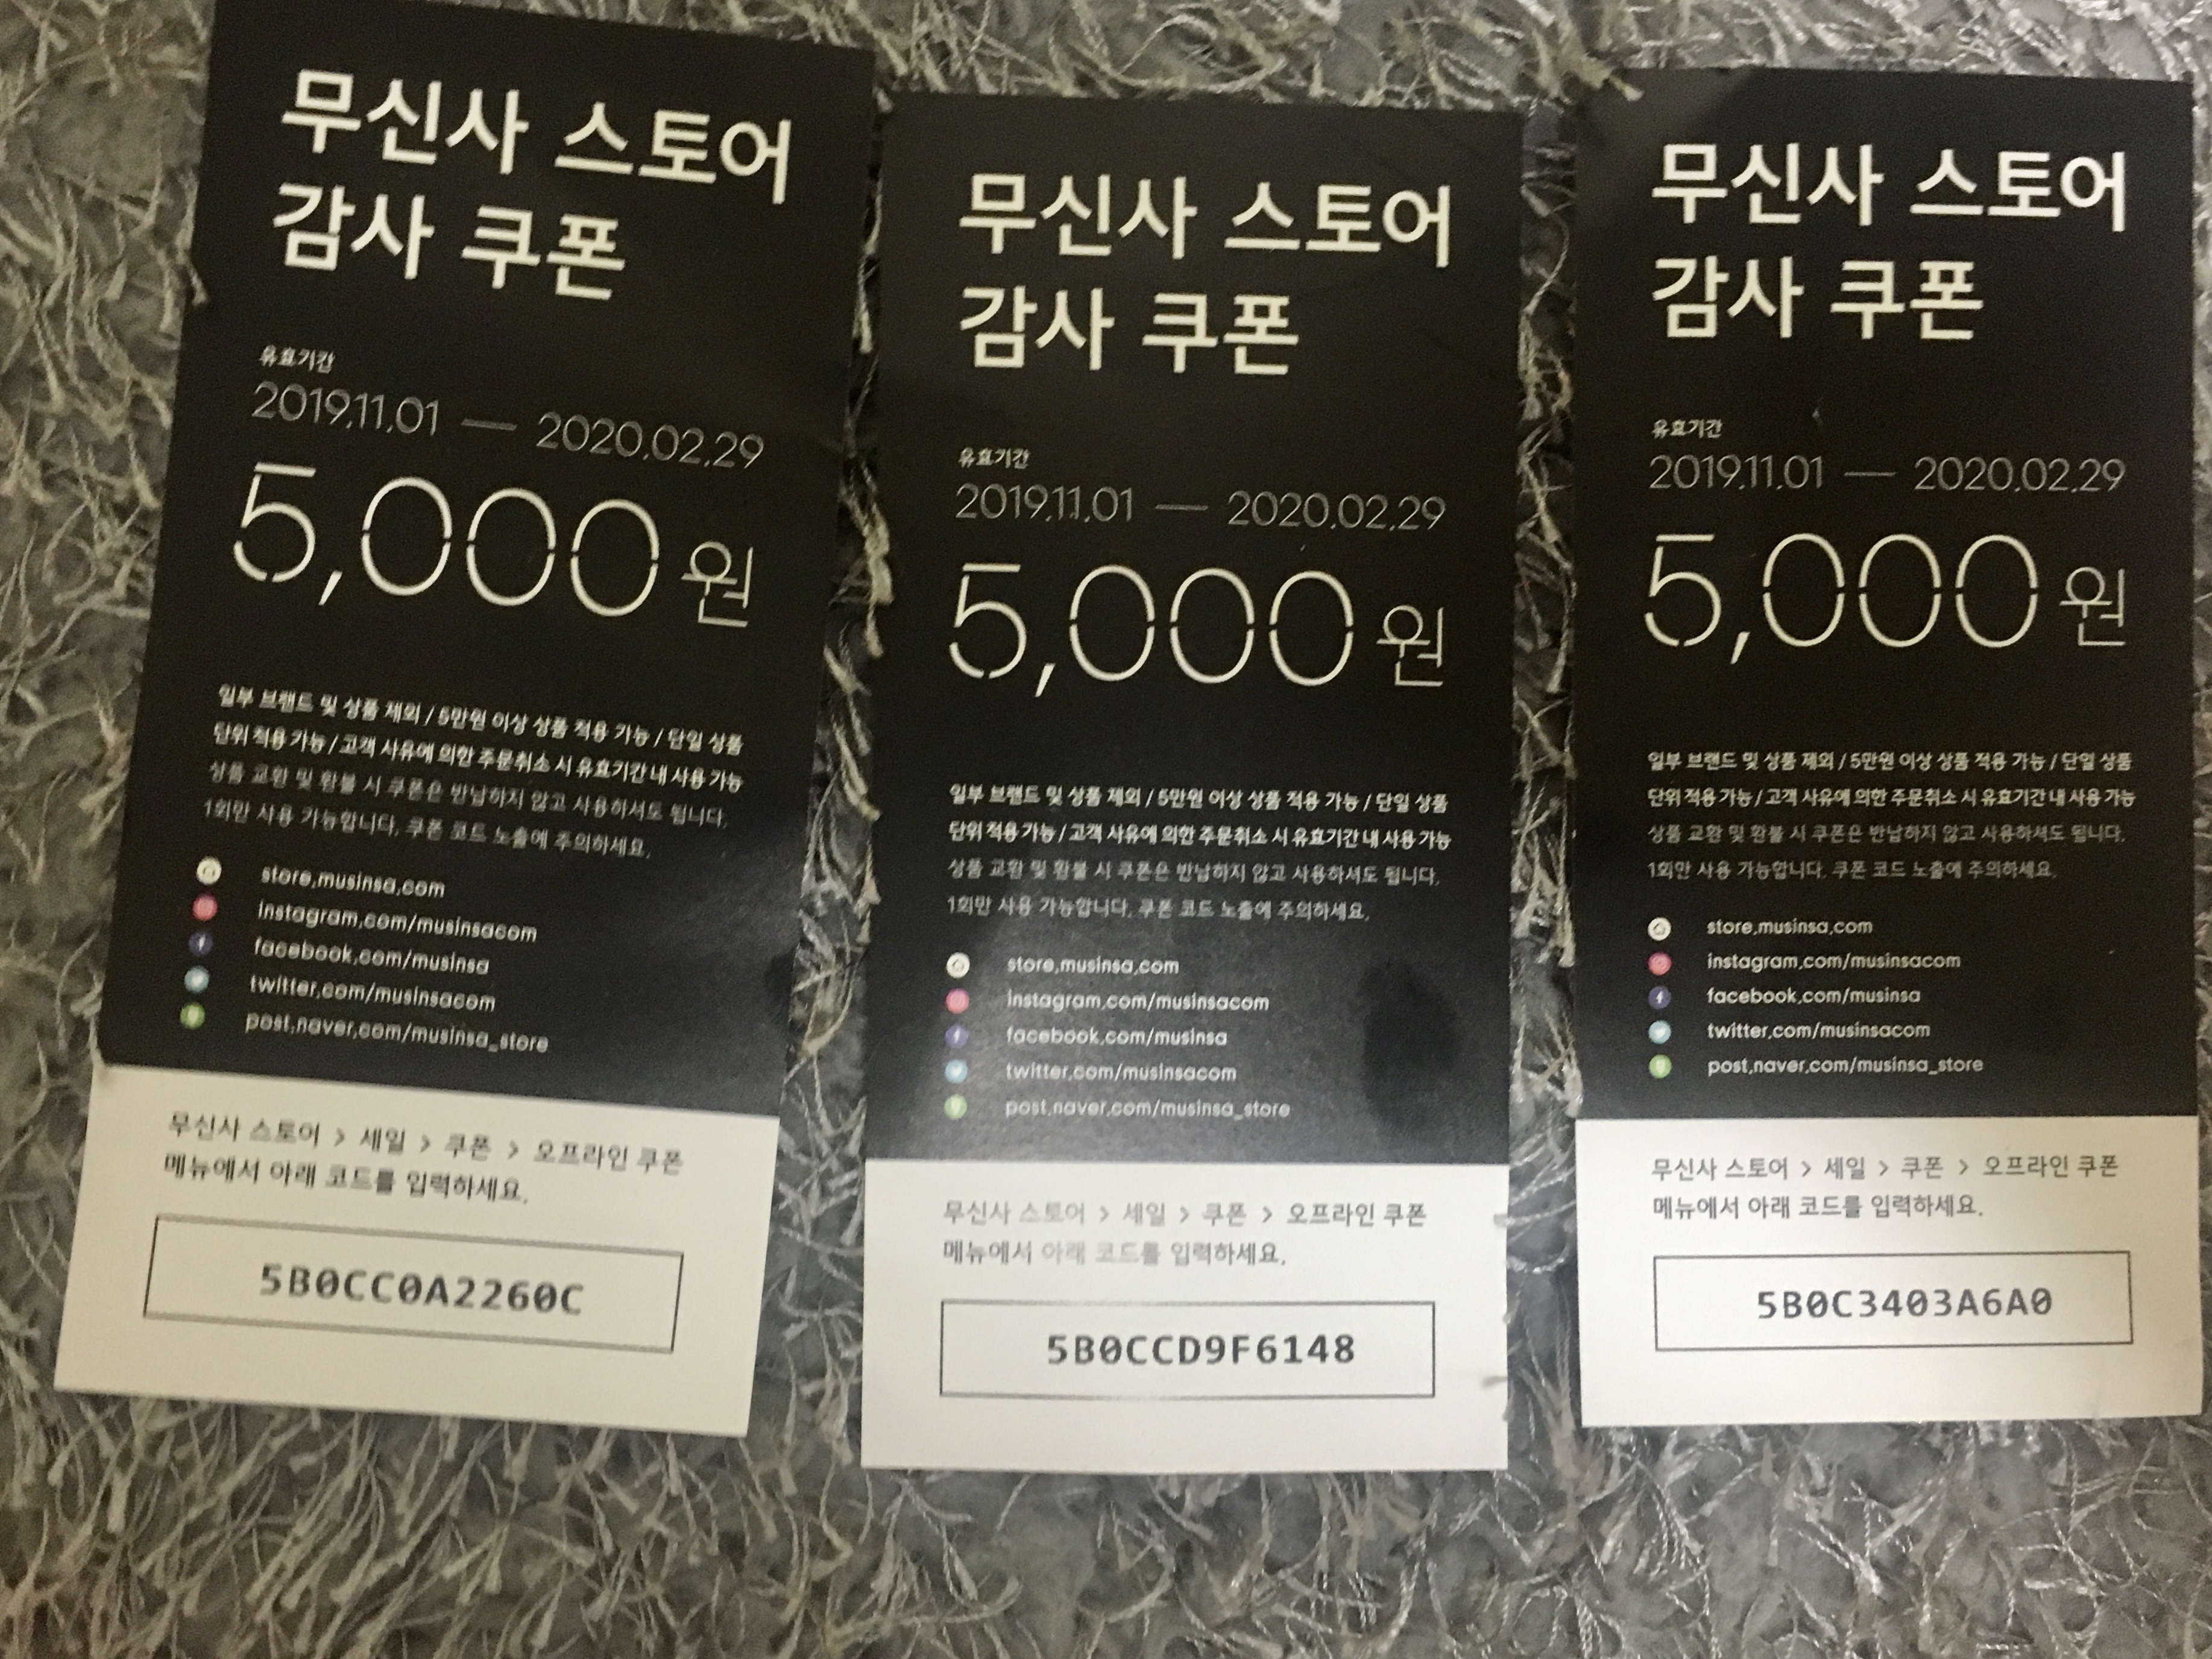 무신사 스토어
감사 쿠폰
유효기간
2019.11.01 — 2020.02.29
5,000 원
일부 브랜드 및 상품 제외 / 5만원 이상 상품 적용 가능 / 단일 상품
단위 적용 가능 / 고객 사유에 의한 주문취소 시 유효기간 내 사용 가능
상품 교환 및 환불 시 쿠폰은 반납하지 않고 사용하셔도 됩니다.
1회만 사용 가능합니다. 쿠폰 코드 노출에 주의하세요.
store.musinsa.com
instagram.com/musinsacom
facebook.com/musinsa
twitter.com/musinsacom
post.naver.com/musinsa_store
무신사 스토어 > 세일 > 쿠폰 > 오프라인 쿠폰
메뉴에서 아래 코드를 입력하세요.
5B0CC0A2260C
무신사 스토어
감사 쿠폰
유효기간
2019.11.01 — 2020.02.29
5,000 원
일부 브랜드 및 상품 제외 / 5만원 이상 상품 적용 가능 / 단일 상품
단위 적용 가능 / 고객 사유에 의한 주문취소 시 유효기간 내 사용 가능
상품 교환 및 환불 시 쿠폰은 반납하지 않고 사용하셔도 됩니다.
1회만 사용 가능합니다. 쿠폰 코드 노출에 주의하세요.
store.musinsa.com
instagram.com/musinsacom
facebook.com/musinsa
twitter.com/musinsacom
post.naver.com/musinsa_store
무신사 스토어 > 세일 > 쿠폰 > 오프라인 쿠폰
메뉴에서 아래 코드를 입력하세요.
5B0CCD9F6148
무신사 스토어
감사 쿠폰
유효기간
2019.11.01 — 2020.02.29
5,000 원
일부 브랜드 및 상품 제외 / 5만원 이상 상품 적용 가능 / 단일 상품
단위 적용 가능 / 고객 사유에 의한 주문취소 시 유효기간 내 사용 가능
상품 교환 및 환불 시 쿠폰은 반납하지 않고 사용하셔도 됩니다.
1회만 사용 가능합니다. 쿠폰 코드 노출에 주의하세요.
store.musinsa.com
instagram.com/musinsacom
facebook.com/musinsa
twitter.com/musinsacom
post.naver.com/musinsa_store
무신사 스토어 > 세일 > 쿠폰 > 오프라인 쿠폰
메뉴에서 아래 코드를 입력하세요.
5B0C3403A6A0